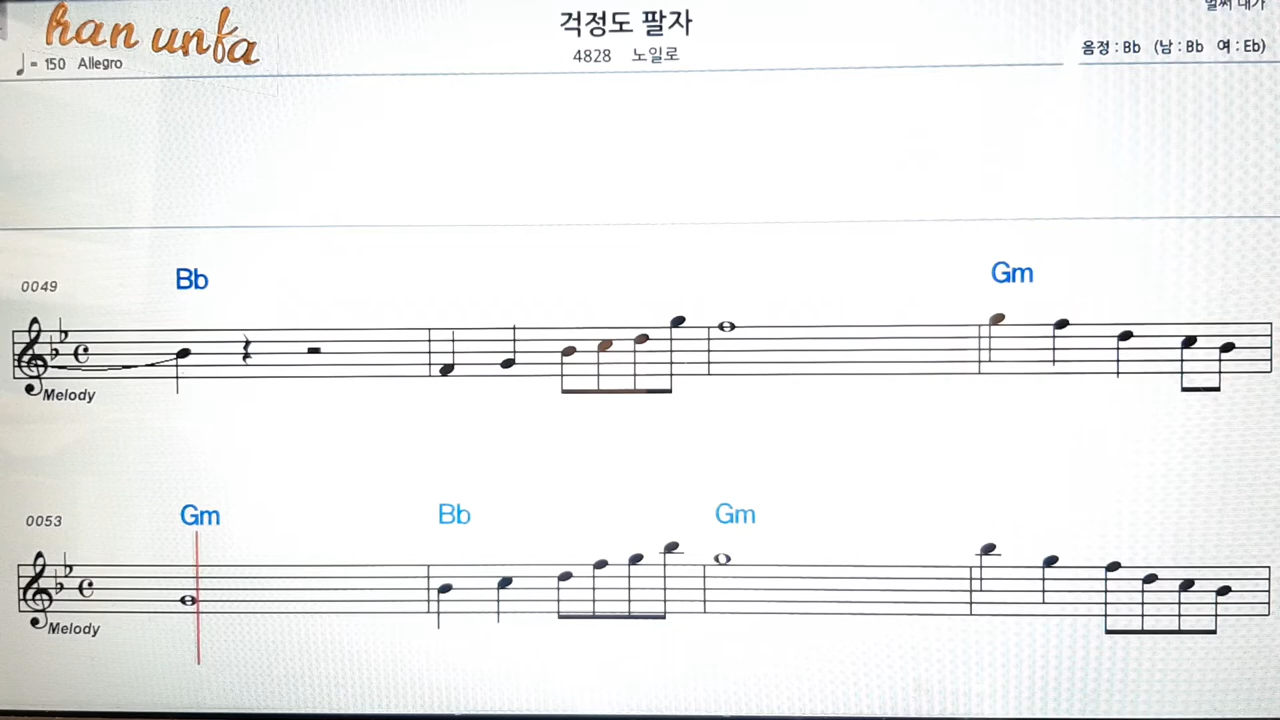 han unfa
걱정도 팔자
♩= 150 Allegro
4828 노일로
음정 : Bb (남 : Bb 여 : Eb)
0049
Bb
Gm
Melody
0053
Gm
Bb
Gm
Melody